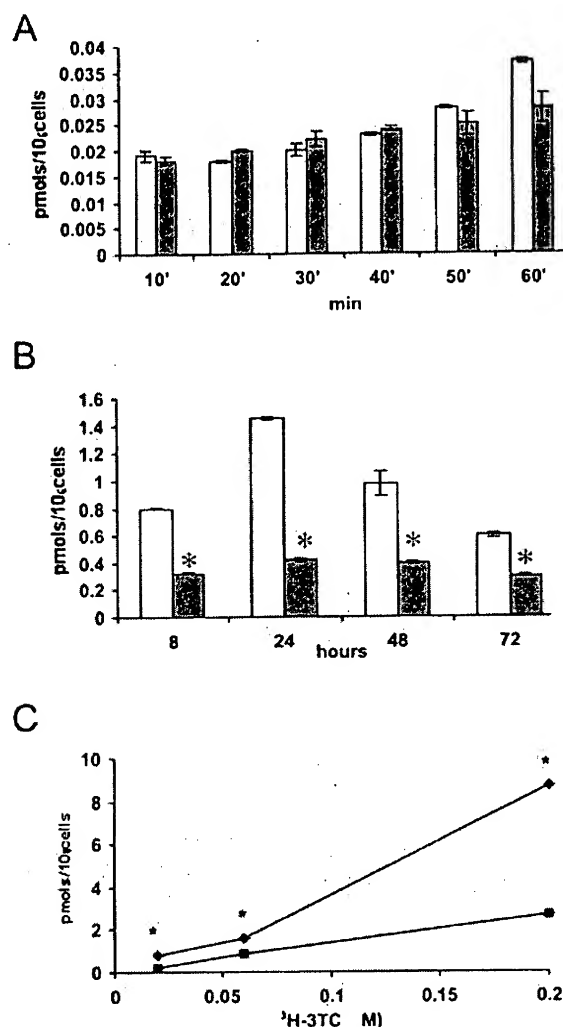 A
0.04
0.035
0.03
0.025
0.02
0.015
0.01
0.005
0
pmols/10₆cells
10' 20' 30' 40' 50' 60'
min
B
1.6
1.4
1.2
1
0.8
0.6
0.4
0.2
0
pmols/10₆cells
* * * *
8 24 48 72
hours
C
10
8
6
4
2
0
pmols/10₆cells
* * *
0 0.05 0.1 0.15 0.2
³H-3TC M)